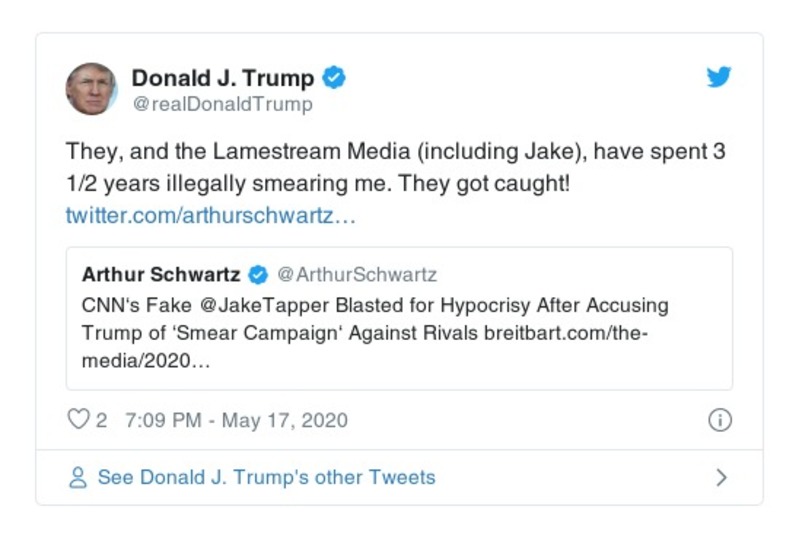 Donald J. Trump
@realDonaldTrump
They, and the Lamestream Media (including Jake), have spent 3
1/2 years illegally smearing me. They got caught!
twitter.com/arthurschwartz…
Arthur Schwartz @ArthurSchwartz
CNN‘s Fake @JakeTapper Blasted for Hypocrisy After Accusing
Trump of ‘Smear Campaign‘ Against Rivals breitbart.com/the-
media/2020…
2 7:09 PM - May 17, 2020
See Donald J. Trump's other Tweets